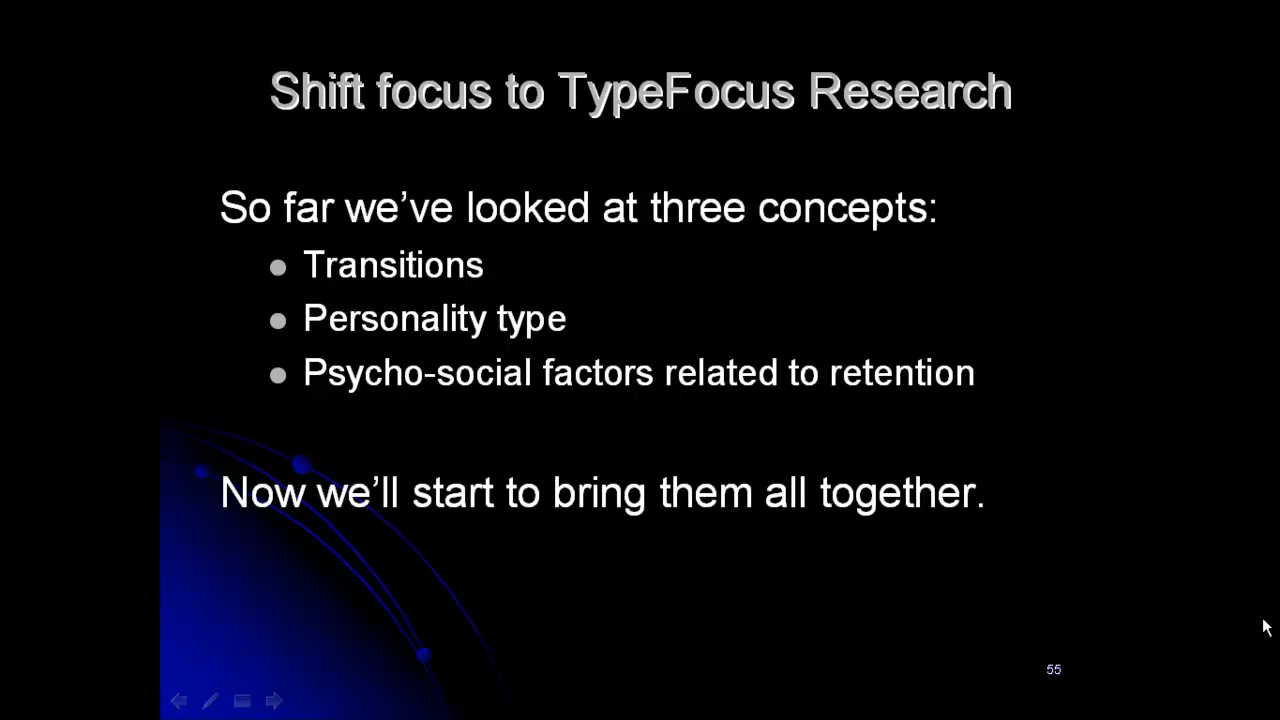 Shift focus to TypeFocus Research
So far we’ve looked at three concepts:
Transitions
Personality type
Psycho-social factors related to retention
Now we’ll start to bring them all together.
55